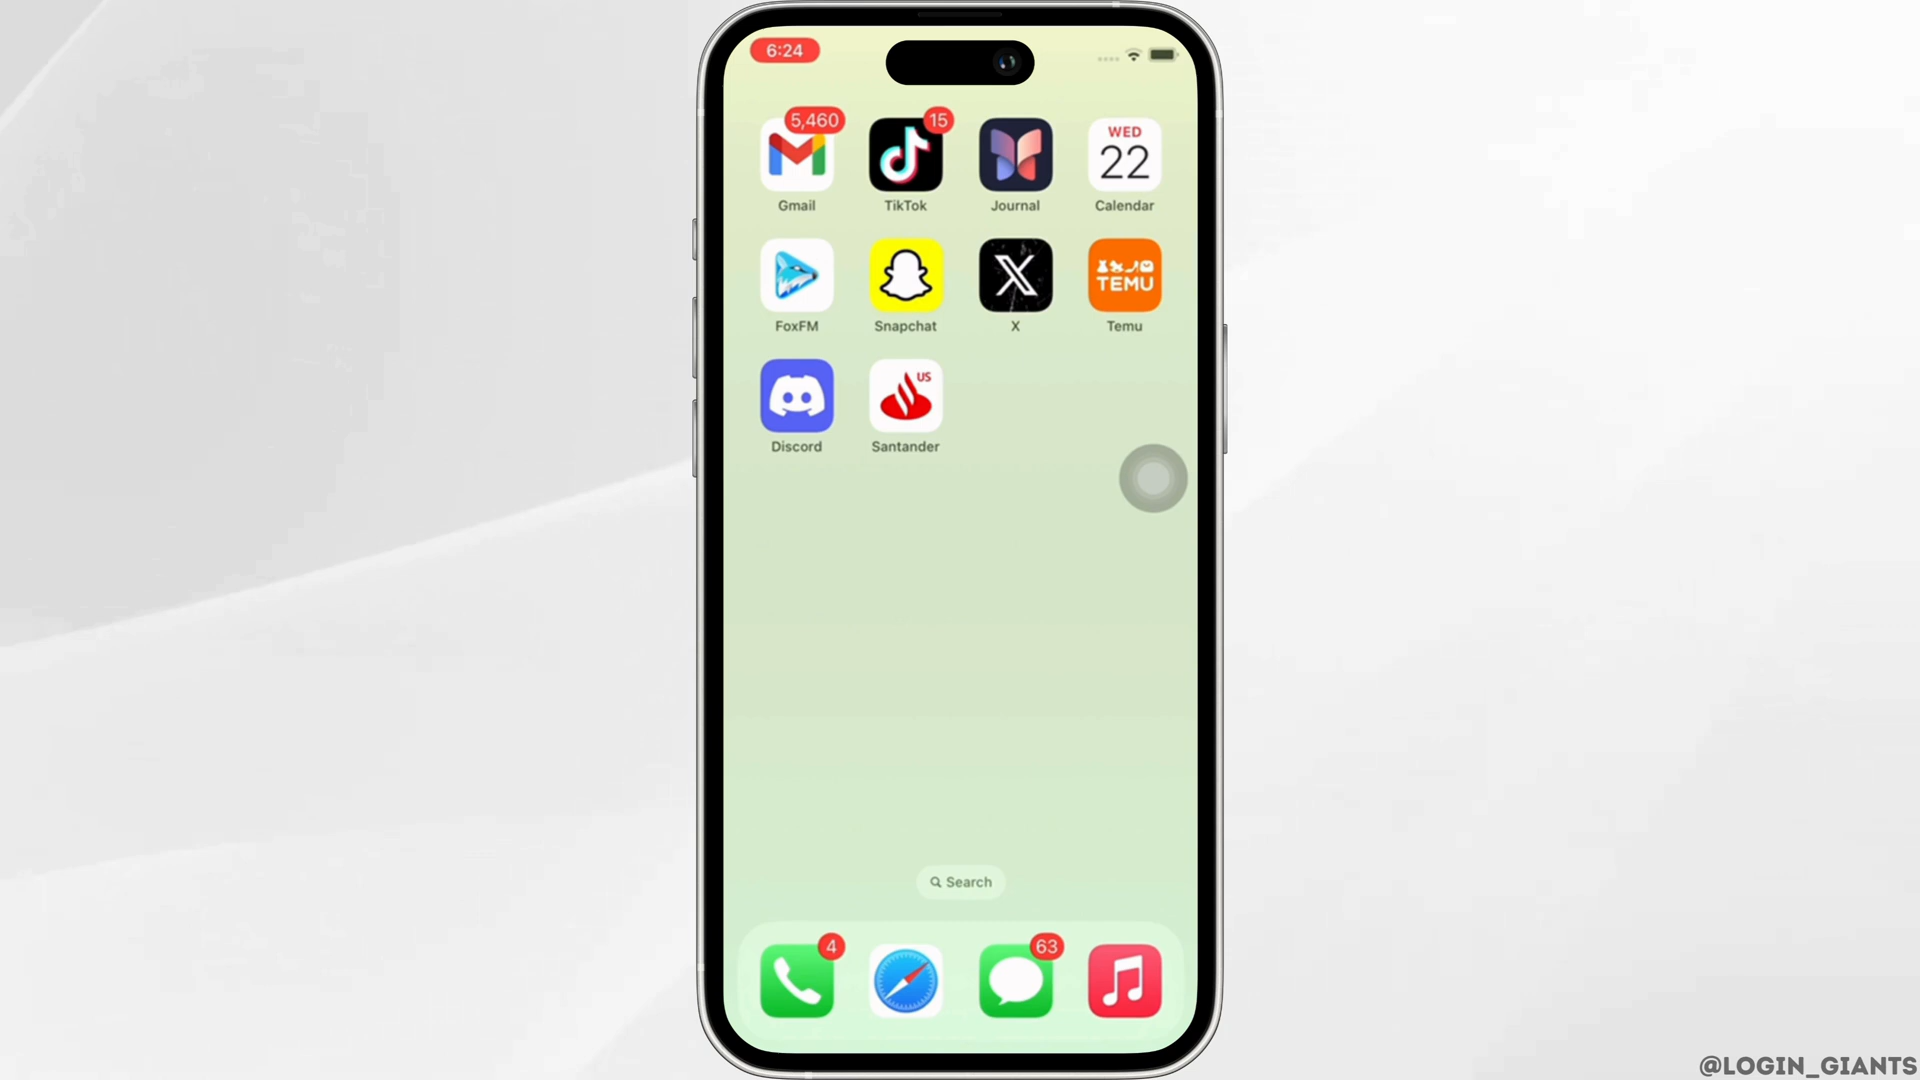 6:24
5,460
15
WED
22
Gmail
TikTok
Journal
Calendar
TEMU
FoxFM
Snapchat
X
Temu
US
Discord
Santander
Search
4
63
@LOGIN_GIANTS